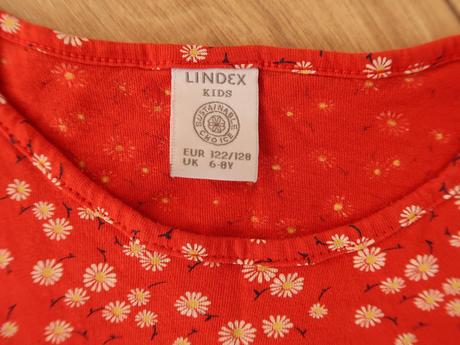 LINDEX
KIDS
SUSTAINABLE
CHOICE
EUR 122/128
UK 6-8Y